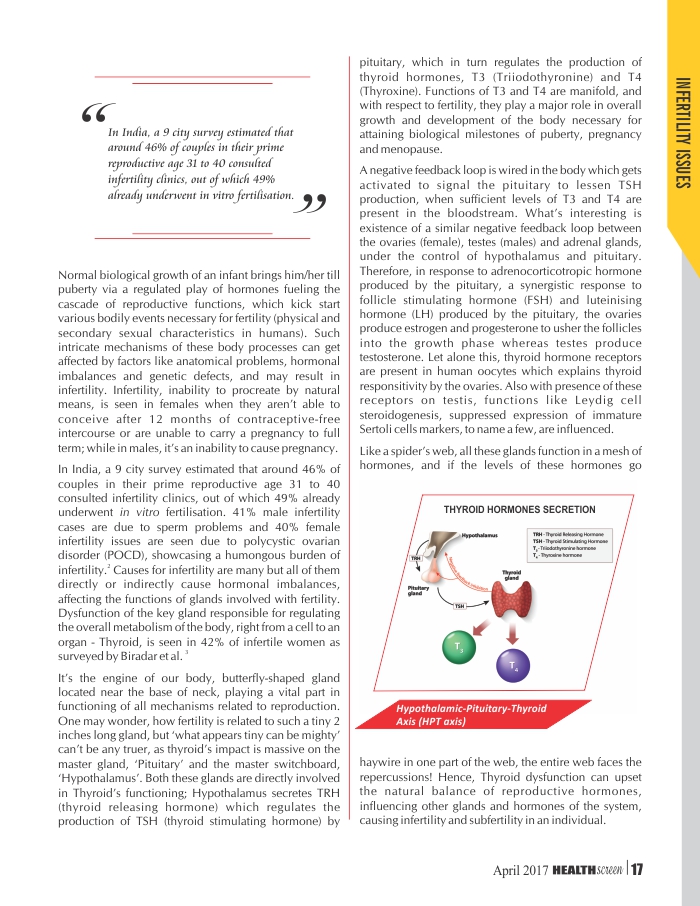 INFERTILITY ISSUES
“
In India, a 9 city survey estimated that
around 46% of couples in their prime
reproductive age 31 to 40 consulted
infertility clinics, out of which 49%
already underwent in vitro fertilisation.
”
Normal biological growth of an infant brings him/her till
puberty via a regulated play of hormones fueling the
cascade of reproductive functions, which kick start
various bodily events necessary for fertility (physical and
secondary sexual characteristics in humans). Such
intricate mechanisms of these body processes can get
affected by factors like anatomical problems, hormonal
imbalances and genetic defects, and may result in
infertility. Infertility, inability to procreate by natural
means, is seen in females when they aren’t able to
conceive after 12 months of contraceptive-free
intercourse or are unable to carry a pregnancy to full
term; while in males, it’s an inability to cause pregnancy.
In India, a 9 city survey estimated that around 46% of
couples in their prime reproductive age 31 to 40
consulted infertility clinics, out of which 49% already
underwent in vitro fertilisation. 41% male infertility
cases are due to sperm problems and 40% female
infertility issues are seen due to polycystic ovarian
disorder (POCD), showcasing a humongous burden of
infertility.2 Causes for infertility are many but all of them
directly or indirectly cause hormonal imbalances,
affecting the functions of glands involved with fertility.
Dysfunction of the key gland responsible for regulating
the overall metabolism of the body, right from a cell to an
organ - Thyroid, is seen in 42% of infertile women as
surveyed by Biradar et al. 3
It’s the engine of our body, butterfly-shaped gland
located near the base of neck, playing a vital part in
functioning of all mechanisms related to reproduction.
One may wonder, how fertility is related to such a tiny 2
inches long gland, but ‘what appears tiny can be mighty’
can’t be any truer, as thyroid’s impact is massive on the
master gland, ‘Pituitary’ and the master switchboard,
‘Hypothalamus’. Both these glands are directly involved
in Thyroid’s functioning; Hypothalamus secretes TRH
(thyroid releasing hormone) which regulates the
production of TSH (thyroid stimulating hormone) by
pituitary, which in turn regulates the production of
thyroid hormones, T3 (Triiodothyronine) and T4
(Thyroxine). Functions of T3 and T4 are manifold, and
with respect to fertility, they play a major role in overall
growth and development of the body necessary for
attaining biological milestones of puberty, pregnancy
and menopause.
A negative feedback loop is wired in the body which gets
activated to signal the pituitary to lessen TSH
production, when sufficient levels of T3 and T4 are
present in the bloodstream. What’s interesting is
existence of a similar negative feedback loop between
the ovaries (female), testes (males) and adrenal glands,
under the control of hypothalamus and pituitary.
Therefore, in response to adrenocorticotropic hormone
produced by the pituitary, a synergistic response to
follicle stimulating hormone (FSH) and luteinising
hormone (LH) produced by the pituitary, the ovaries
produce estrogen and progesterone to usher the follicles
into the growth phase whereas testes produce
testosterone. Let alone this, thyroid hormone receptors
are present in human oocytes which explains thyroid
responsitivity by the ovaries. Also with presence of these
receptors on testis, functions like Leydig cell
steroidogenesis, suppressed expression of immature
Sertoli cells markers, to name a few, are influenced.
Like a spider’s web, all these glands function in a mesh of
hormones, and if the levels of these hormones go
THYROID HORMONES SECRETION
TRH - Thyroid Releasing Hormone
TSH - Thyroid Stimulating Hormone
T3 - Triiodothyronine hormone
T4 - Thyroxine hormone
Hypothalamus
TRH
Pituitary
gland
Thyroid
gland
TSH
T3
T4
Hypothalamic-Pituitary-Thyroid
Axis (HPT axis)
haywire in one part of the web, the entire web faces the
repercussions! Hence, Thyroid dysfunction can upset
the natural balance of reproductive hormones,
influencing other glands and hormones of the system,
causing infertility and subfertility in an individual.
April 2017 HEALTHscreen 17